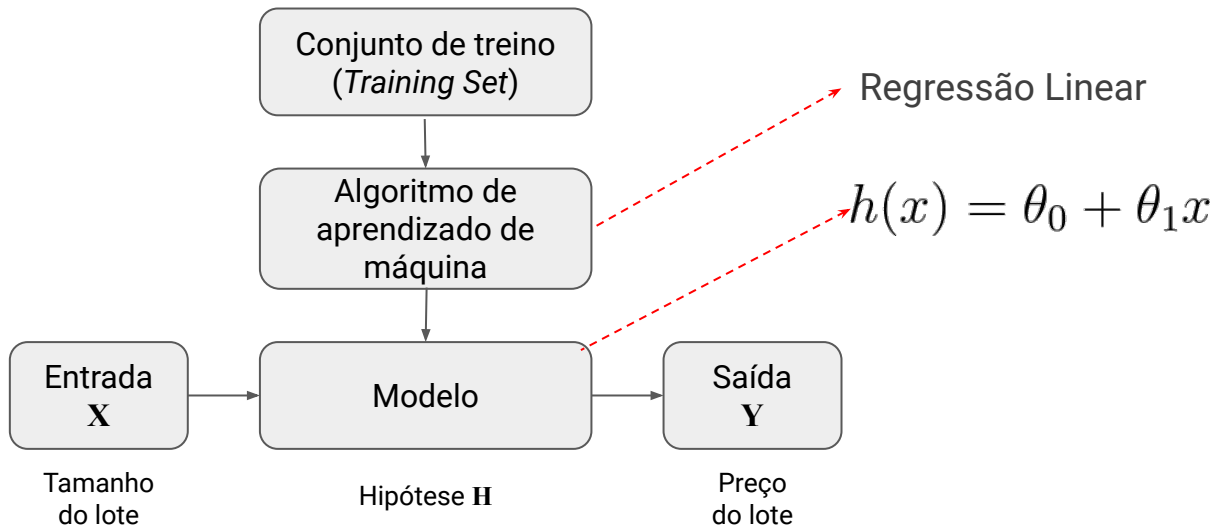 Conjunto de treino
(Training Set)
Regressão Linear
Algoritmo de
aprendizado de
máquina
h(x) = θ₀ + θ₁x
Entrada
X
Modelo
Saída
Y
Tamanho
do lote
Hipótese H
Preço
do lote